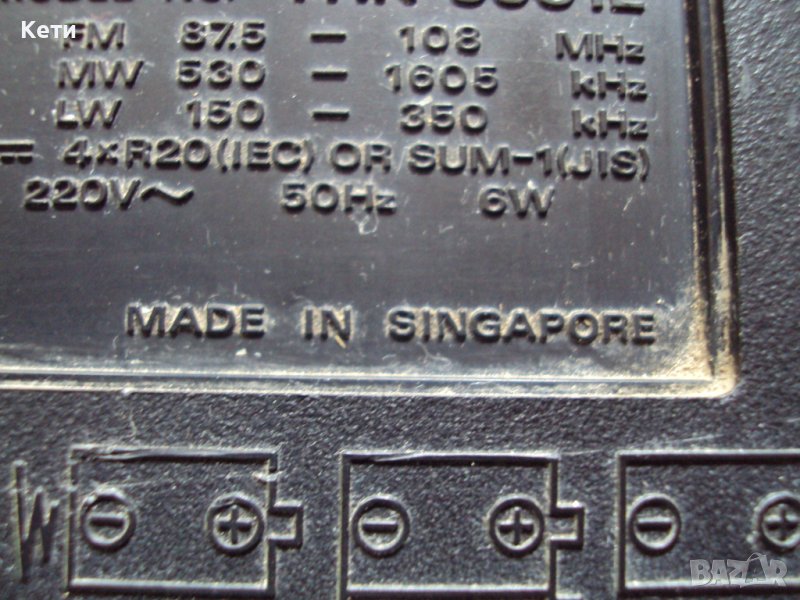 Кети
FM 87.5 – 108 MHz
MW 530 – 1605 kHz
LW 150 – 350 kHz
⎓ 4×R20(IEC) OR SUM-1(JIS)
220V～ 50Hz 6W
MADE IN SINGAPORE
BAZAR